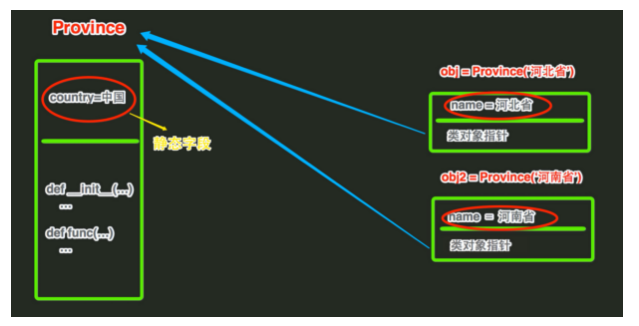 Province
country=中国
静态字段
def __init__(...)
...
def func(...)
...
obj = Province('河北省')
name = 河北省
类对象指针
obj2 = Province('河南省')
name = 河南省
类对象指针